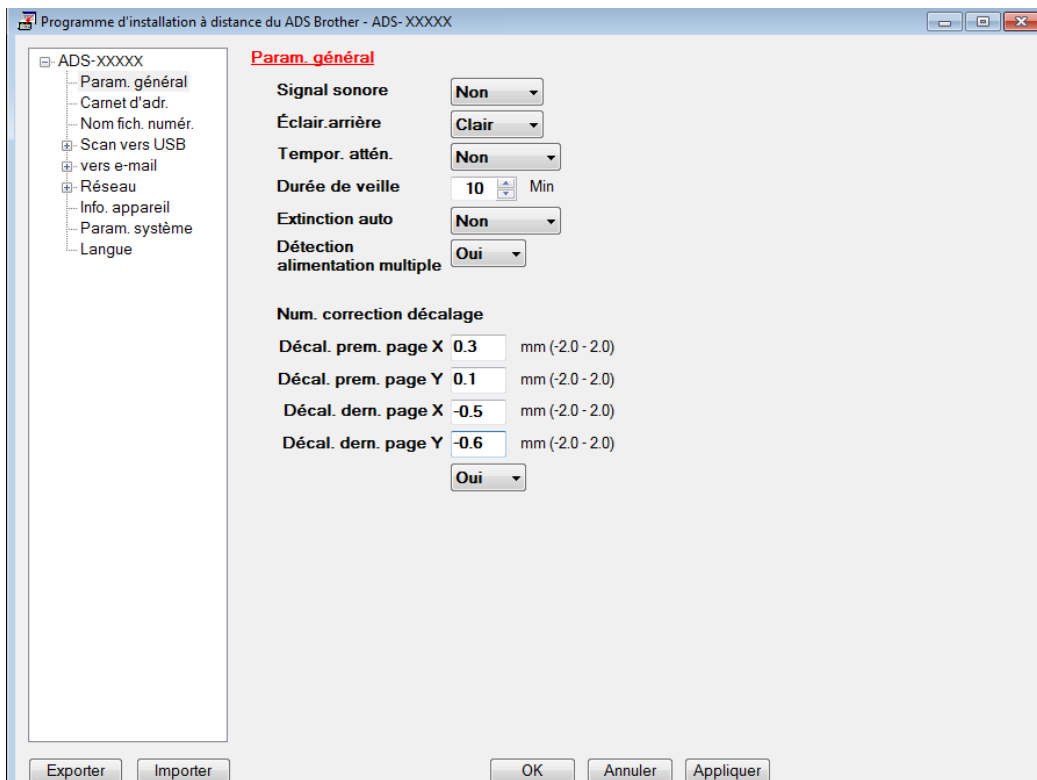 Programme d'installation à distance du ADS Brother - ADS- XXXXX
ADS-XXXXX
Param. général
Carnet d'adr.
Nom fich. numér.
Scan vers USB
vers e-mail
Réseau
Info. appareil
Param. système
Langue
Param. général
Signal sonore Non
Éclair.arrière Clair
Tempor. attén. Non
Durée de veille 10 Min
Extinction auto Non
Détection
alimentation multiple Oui
Num. correction décalage
Décal. prem. page X 0.3 mm (-2.0 - 2.0)
Décal. prem. page Y 0.1 mm (-2.0 - 2.0)
Décal. dern. page X -0.5 mm (-2.0 - 2.0)
Décal. dern. page Y -0.6 mm (-2.0 - 2.0)
Oui
Exporter Importer OK Annuler Appliquer